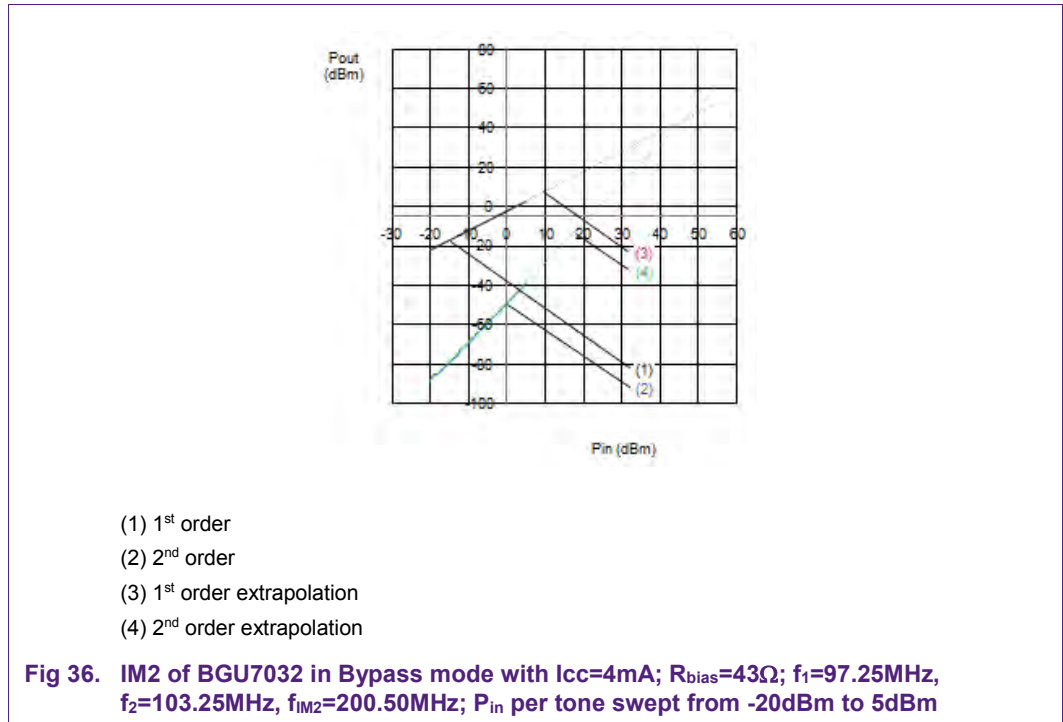 Pout
(dBm)
80
60
40
20
0
-30 -20 -10 0 10 20 30 40 50 60
-20
(3)
(4)
-40
-60
-80
(1)
(2)
-100
Pin (dBm)
(1) 1st order
(2) 2nd order
(3) 1st order extrapolation
(4) 2nd order extrapolation
Fig 36. IM2 of BGU7032 in Bypass mode with Icc=4mA; Rbias=43Ω; f1=97.25MHz,
f2=103.25MHz, fIM2=200.50MHz; Pin per tone swept from -20dBm to 5dBm